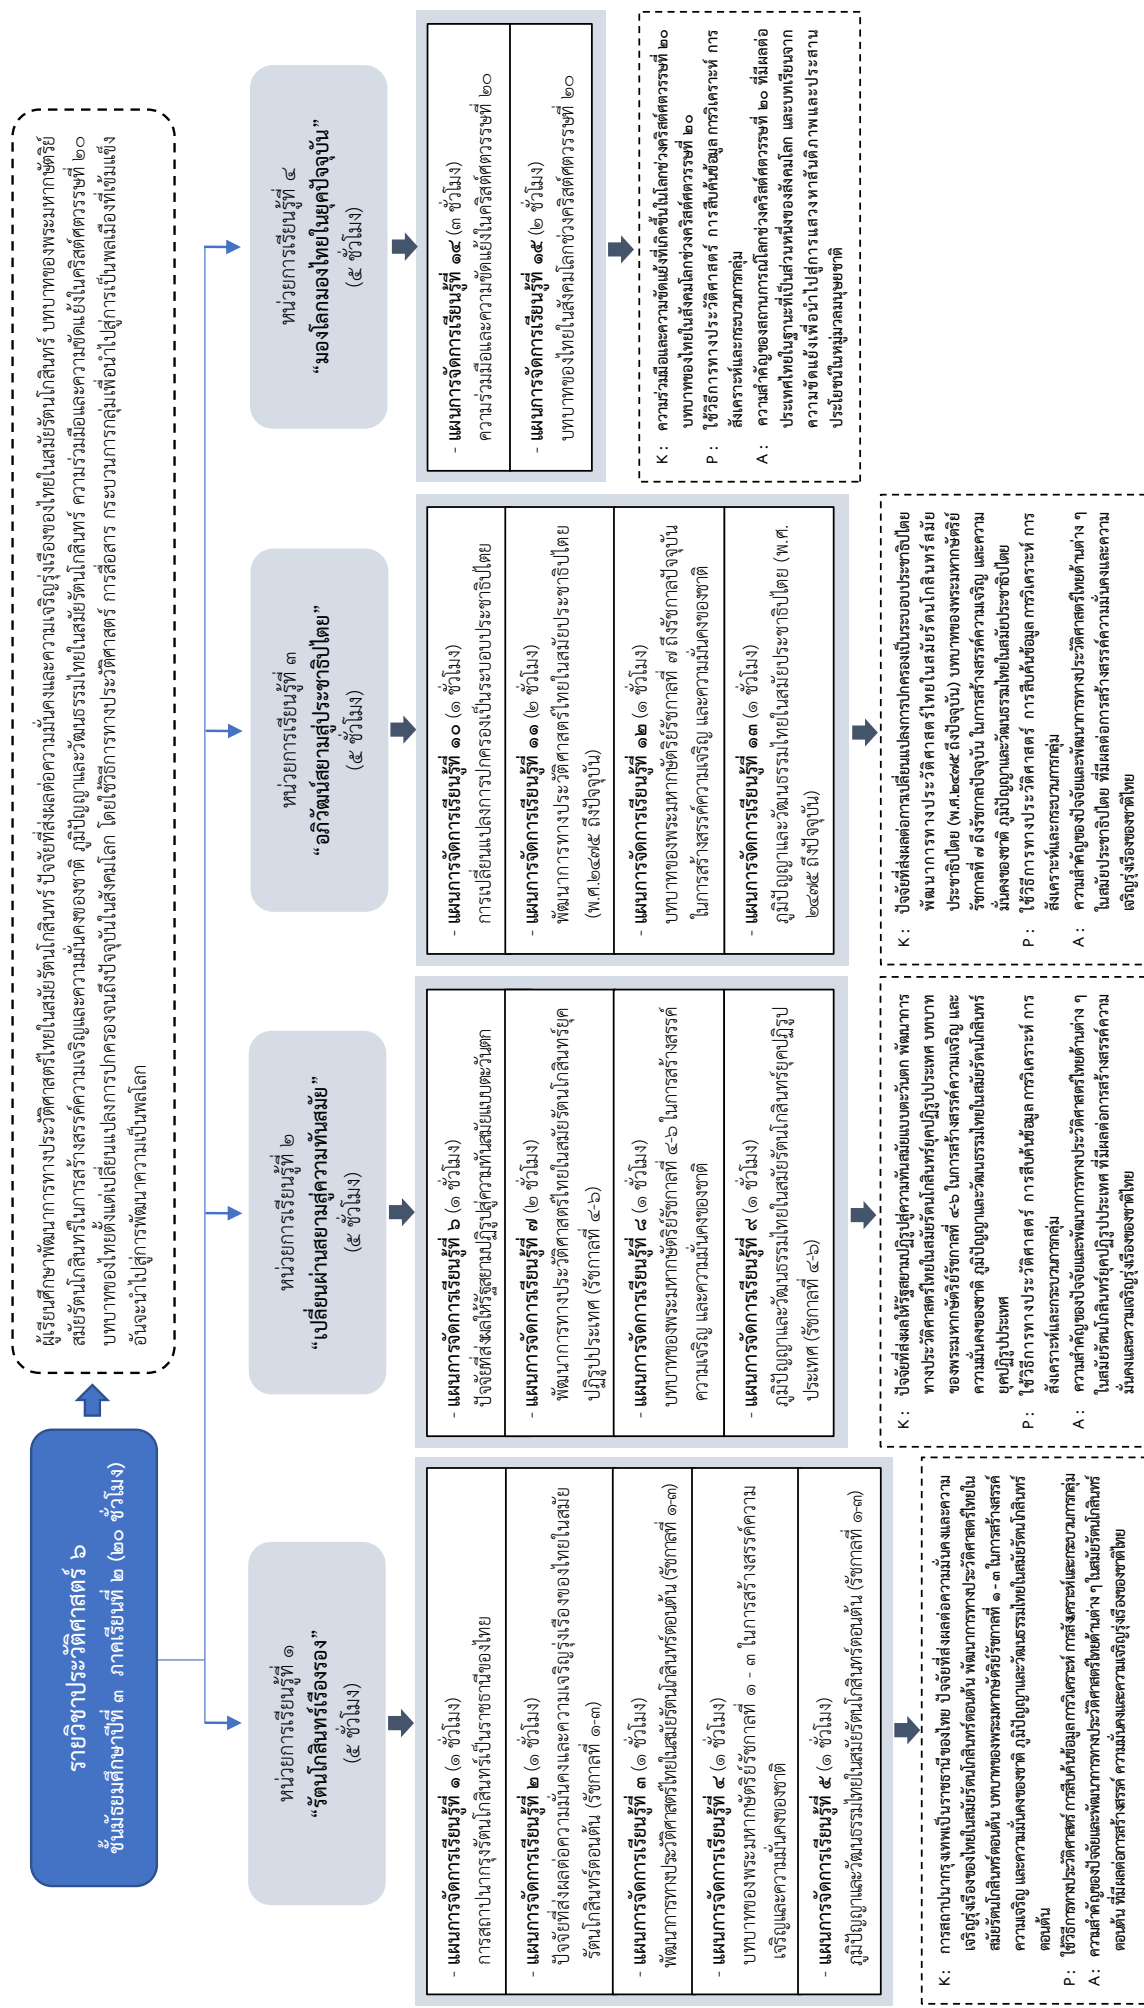 รายวิชาประวัติศาสตร์ ๖
ชั้นมัธยมศึกษาปีที่ ๓ ภาคเรียนที่ ๒ (๒๐ ชั่วโมง)
ผู้เรียนศึกษาพัฒนาการทางประวัติศาสตร์ไทยในสมัยรัตนโกสินทร์ ปัจจัยที่ส่งผลต่อความมั่นคงและความเจริญรุ่งเรืองของไทยในสมัยรัตนโกสินทร์ บทบาทของพระมหากษัตริย์
สมัยรัตนโกสินทร์ในการสร้างสรรค์ความเจริญและความมั่นคงของชาติ ภูมิปัญญาและวัฒนธรรมไทยในสมัยรัตนโกสินทร์ ความร่วมมือและความขัดแย้งในคริสต์ศตวรรษที่ ๒๐
บทบาทของไทยตั้งแต่เปลี่ยนแปลงการปกครองจนถึงปัจจุบันในสังคมโลก โดยใช้วิธีการทางประวัติศาสตร์ การสื่อสาร กระบวนการกลุ่มเพื่อนำไปสู่การเป็นพลเมืองที่เข้มแข็ง
อันจะนำไปสู่การพัฒนาความเป็นพลโลก
หน่วยการเรียนรู้ที่ ๑
“รัตนโกสินทร์เรืองรอง”
(๕ ชั่วโมง)
- แผนการจัดการเรียนรู้ที่ ๑ (๑ ชั่วโมง)
การสถาปนากรุงรัตนโกสินทร์เป็นราชธานีของไทย
- แผนการจัดการเรียนรู้ที่ ๒ (๑ ชั่วโมง)
ปัจจัยที่ส่งผลต่อความมั่นคงและความเจริญรุ่งเรืองของไทยในสมัย
รัตนโกสินทร์ตอนต้น (รัชกาลที่ ๑-๓)
- แผนการจัดการเรียนรู้ที่ ๓ (๑ ชั่วโมง)
พัฒนาการทางประวัติศาสตร์ไทยในสมัยรัตนโกสินทร์ตอนต้น (รัชกาลที่ ๑-๓)
- แผนการจัดการเรียนรู้ที่ ๔ (๑ ชั่วโมง)
บทบาทของพระมหากษัตริย์รัชกาลที่ ๑ - ๓ ในการสร้างสรรค์ความ
เจริญและความมั่นคงของชาติ
- แผนการจัดการเรียนรู้ที่ ๕ (๑ ชั่วโมง)
ภูมิปัญญาและวัฒนธรรมไทยในสมัยรัตนโกสินทร์ตอนต้น (รัชกาลที่ ๑-๓)
K : การสถาปนากรุงเทพเป็นราชธานีของไทย ปัจจัยที่ส่งผลต่อความมั่นคงและความ
เจริญรุ่งเรืองของไทยในสมัยรัตนโกสินทร์ตอนต้น พัฒนาการทางประวัติศาสตร์ไทยใน
สมัยรัตนโกสินทร์ตอนต้น บทบาทของพระมหากษัตริย์รัชกาลที่ ๑ - ๓ ในการสร้างสรรค์
ความเจริญ และความมั่นคงของชาติ ภูมิปัญญาและวัฒนธรรมไทยในสมัยรัตนโกสินทร์
ตอนต้น
P : ใช้วิธีการทางประวัติศาสตร์ การสืบค้นข้อมูล การวิเคราะห์ การสังเคราะห์และกระบวนการกลุ่ม
A : ความสำคัญของปัจจัยและพัฒนาการทางประวัติศาสตร์ไทยด้านต่าง ๆ ในสมัยรัตนโกสินทร์
ตอนต้น ที่มีผลต่อการสร้างสรรค์ ความมั่นคงและความเจริญรุ่งเรืองของชาติไทย
หน่วยการเรียนรู้ที่ ๒
“เปลี่ยนผ่านสยามสู่ความทันสมัย”
(๕ ชั่วโมง)
- แผนการจัดการเรียนรู้ที่ ๖ (๑ ชั่วโมง)
ปัจจัยที่ส่งผลให้รัฐสยามปฏิรูปสู่ความทันสมัยแบบตะวันตก
- แผนการจัดการเรียนรู้ที่ ๗ (๒ ชั่วโมง)
พัฒนาการทางประวัติศาสตร์ไทยในสมัยรัตนโกสินทร์ยุค
ปฏิรูปประเทศ (รัชกาลที่ ๔-๖)
- แผนการจัดการเรียนรู้ที่ ๘ (๑ ชั่วโมง)
บทบาทของพระมหากษัตริย์รัชกาลที่ ๔-๖ ในการสร้างสรรค์
ความเจริญ และความมั่นคงของชาติ
- แผนการจัดการเรียนรู้ที่ ๙ (๑ ชั่วโมง)
ภูมิปัญญาและวัฒนธรรมไทยในสมัยรัตนโกสินทร์ยุคปฏิรูป
ประเทศ (รัชกาลที่ ๔-๖)
K : ปัจจัยที่ส่งผลให้รัฐสยามปฏิรูปสู่ความทันสมัยแบบตะวันตก พัฒนาการ
ทางประวัติศาสตร์ไทยในสมัยรัตนโกสินทร์ยุคปฏิรูปประเทศ บทบาท
ของพระมหากษัตริย์รัชกาลที่ ๔-๖ ในการสร้างสรรค์ความเจริญ และ
ความมั่นคงของชาติ ภูมิปัญญาและวัฒนธรรมไทยในสมัยรัตนโกสินทร์
ยุคปฏิรูปประเทศ
P : ใช้วิธีการทางประวัติศาสตร์ การสืบค้นข้อมูล การวิเคราะห์ การ
สังเคราะห์และกระบวนการกลุ่ม
A : ความสำคัญของปัจจัยและพัฒนาการทางประวัติศาสตร์ไทยด้านต่าง ๆ
ในสมัยรัตนโกสินทร์ยุคปฏิรูปประเทศ ที่มีผลต่อการสร้างสรรค์ความ
มั่นคงและความเจริญรุ่งเรืองของชาติไทย
หน่วยการเรียนรู้ที่ ๓
“อภิวัฒน์สยามสู่ประชาธิปไตย”
(๕ ชั่วโมง)
- แผนการจัดการเรียนรู้ที่ ๑๐ (๑ ชั่วโมง)
การเปลี่ยนแปลงการปกครองเป็นระบอบประชาธิปไตย
- แผนการจัดการเรียนรู้ที่ ๑๑ (๒ ชั่วโมง)
พัฒนาการทางประวัติศาสตร์ไทยในสมัยประชาธิปไตย
(พ.ศ.๒๔๗๕ ถึงปัจจุบัน)
- แผนการจัดการเรียนรู้ที่ ๑๒ (๑ ชั่วโมง)
บทบาทของพระมหากษัตริย์รัชกาลที่ ๗ ถึงรัชกาลปัจจุบัน
ในการสร้างสรรค์ความเจริญ และความมั่นคงของชาติ
- แผนการจัดการเรียนรู้ที่ ๑๓ (๑ ชั่วโมง)
ภูมิปัญญาและวัฒนธรรมไทยในสมัยประชาธิปไตย (พ.ศ.
๒๔๗๕ ถึงปัจจุบัน)
K : ปัจจัยที่ส่งผลต่อการเปลี่ยนแปลงการปกครองเป็นระบอบประชาธิปไตย
พัฒนาการทางประวัติศาสตร์ไทยในสมัยรัตนโกสินทร์สมัย
ประชาธิปไตย (พ.ศ.๒๔๗๕ ถึงปัจจุบัน) บทบาทของพระมหากษัตริย์
รัชกาลที่ ๗ ถึงรัชกาลปัจจุบัน ในการสร้างสรรค์ความเจริญ และความ
มั่นคงของชาติ ภูมิปัญญาและวัฒนธรรมไทยในสมัยประชาธิปไตย
P : ใช้วิธีการทางประวัติศาสตร์ การสืบค้นข้อมูล การวิเคราะห์ การ
สังเคราะห์และกระบวนการกลุ่ม
A : ความสำคัญของปัจจัยและพัฒนาการทางประวัติศาสตร์ไทยด้านต่าง ๆ
ในสมัยประชาธิปไตย ที่มีผลต่อการสร้างสรรค์ความมั่นคงและความ
เจริญรุ่งเรืองของชาติไทย
หน่วยการเรียนรู้ที่ ๔
“มองโลกมองไทยในยุคปัจจุบัน”
(๕ ชั่วโมง)
- แผนการจัดการเรียนรู้ที่ ๑๔ (๓ ชั่วโมง)
ความร่วมมือและความขัดแย้งในคริสต์ศตวรรษที่ ๒๐
- แผนการจัดการเรียนรู้ที่ ๑๕ (๒ ชั่วโมง)
บทบาทของไทยในสังคมโลกช่วงคริสต์ศตวรรษที่ ๒๐
K : ความร่วมมือและความขัดแย้งที่เกิดขึ้นในโลกช่วงคริสต์ศตวรรษที่ ๒๐
บทบาทของไทยในสังคมโลกช่วงคริสต์ศตวรรษที่ ๒๐
P : ใช้วิธีการทางประวัติศาสตร์ การสืบค้นข้อมูล การวิเคราะห์ การ
สังเคราะห์และกระบวนการกลุ่ม
A : ความสำคัญของสถานการณ์โลกช่วงคริสต์ศตวรรษที่ ๒๐ ที่มีผลต่อ
ประเทศไทยในฐานะที่เป็นส่วนหนึ่งของสังคมโลก และบทเรียนจาก
ความขัดแย้งเพื่อนำไปสู่การแสวงหาสันติภาพและประสาน
ประโยชน์ในหมู่มวลมนุษยชาติ